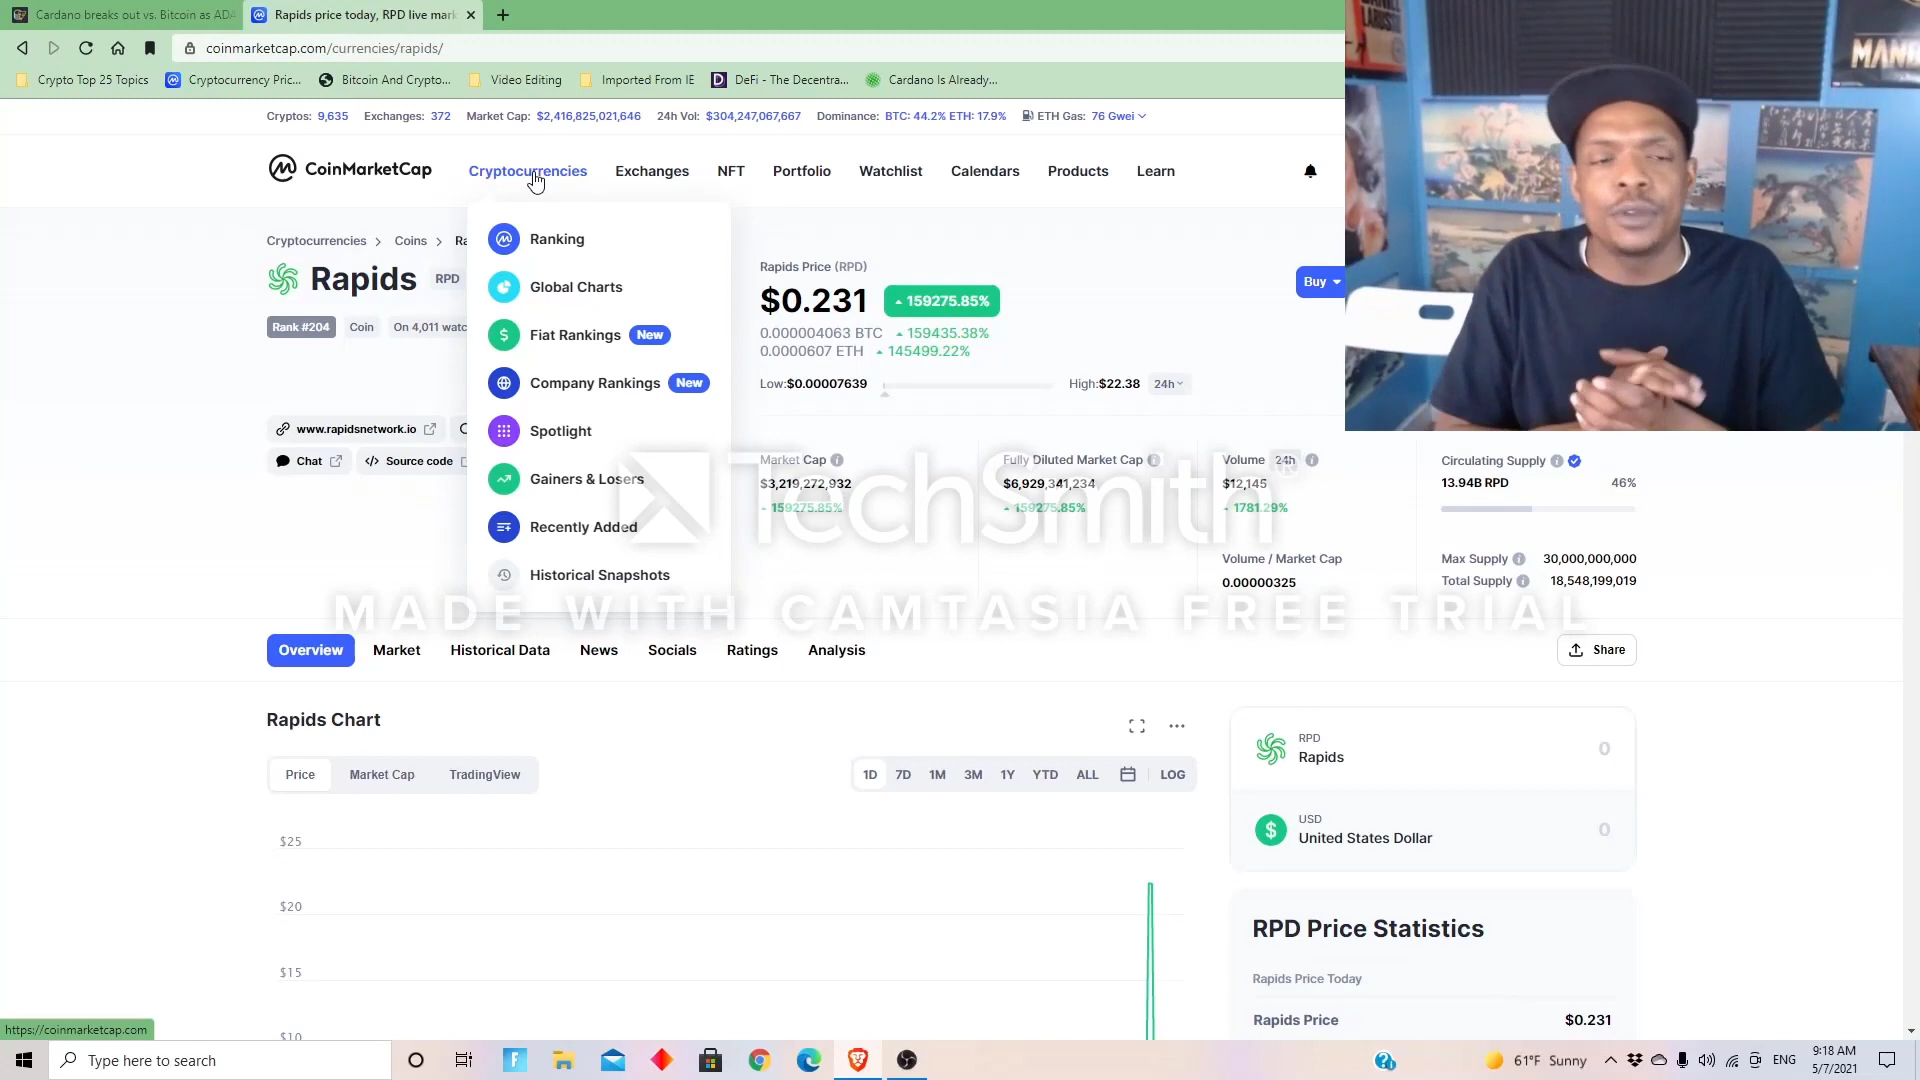 Cardano breaks out vs. Bitcoin as ADA
Rapids price today, RPD live mark
coinmarketcap.com/currencies/rapids/
Crypto Top 25 Topics
Cryptocurrency Pric...
Bitcoin And Crypto...
Video Editing
Imported From IE
DeFi - The Decentra...
Cardano Is Already...
Cryptos: 9,635 Exchanges: 372 Market Cap: $2,416,825,021,646 24h Vol: $304,247,067,667 Dominance: BTC: 44.2% ETH: 17.9% ETH Gas: 76 Gwei
CoinMarketCap
Cryptocurrencies Exchanges NFT Portfolio Watchlist Calendars Products Learn
Cryptocurrencies > Coins > Ra
Rapids RPD
Rank #204 Coin On 4,011 watc
www.rapidsnetwork.io
Chat
Source code
Ranking
Global Charts
Fiat Rankings New
Company Rankings New
Spotlight
Gainers & Losers
Recently Added
Historical Snapshots
Rapids Price (RPD)
$0.231 159275.85%
0.000004063 BTC 159435.38%
0.0000607 ETH 145499.22%
Low:$0.00007639 High:$22.38 24h
Buy
Market Cap
$3,219,272,932
159275.85%
Fully Diluted Market Cap
$6,929,341,234
159275.85%
Volume 24h
$12,145
1781.29%
Volume / Market Cap
0.00000325
Circulating Supply
13.94B RPD 46%
Max Supply 30,000,000,000
Total Supply 18,548,199,019
TechSmith®
MADE WITH CAMTASIA FREE TRIAL
Overview Market Historical Data News Socials Ratings Analysis
Share
Rapids Chart
Price Market Cap TradingView
1D 7D 1M 3M 1Y YTD ALL LOG
$25
$20
$15
$10
RPD
Rapids
0
USD
United States Dollar
0
RPD Price Statistics
Rapids Price Today
Rapids Price $0.231
https://coinmarketcap.com
Type here to search
61°F Sunny
ENG
9:18 AM
5/7/2021